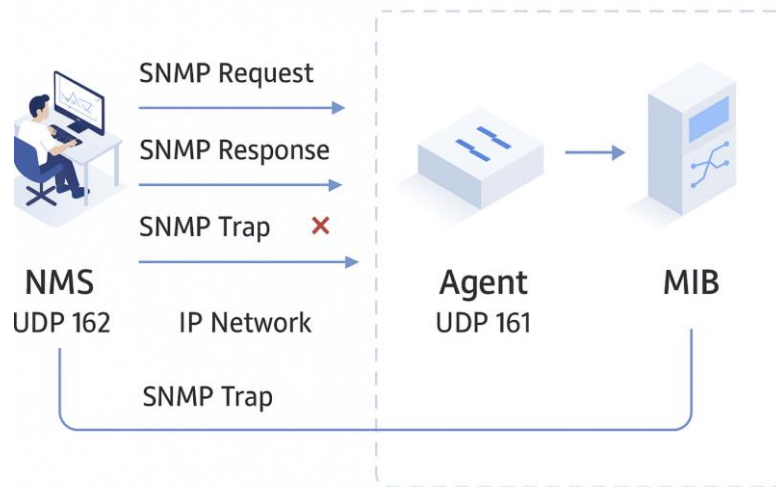 SNMP Request
SNMP Response
SNMP Trap ×
NMS
UDP 162
IP Network
Agent
UDP 161
MIB
SNMP Trap